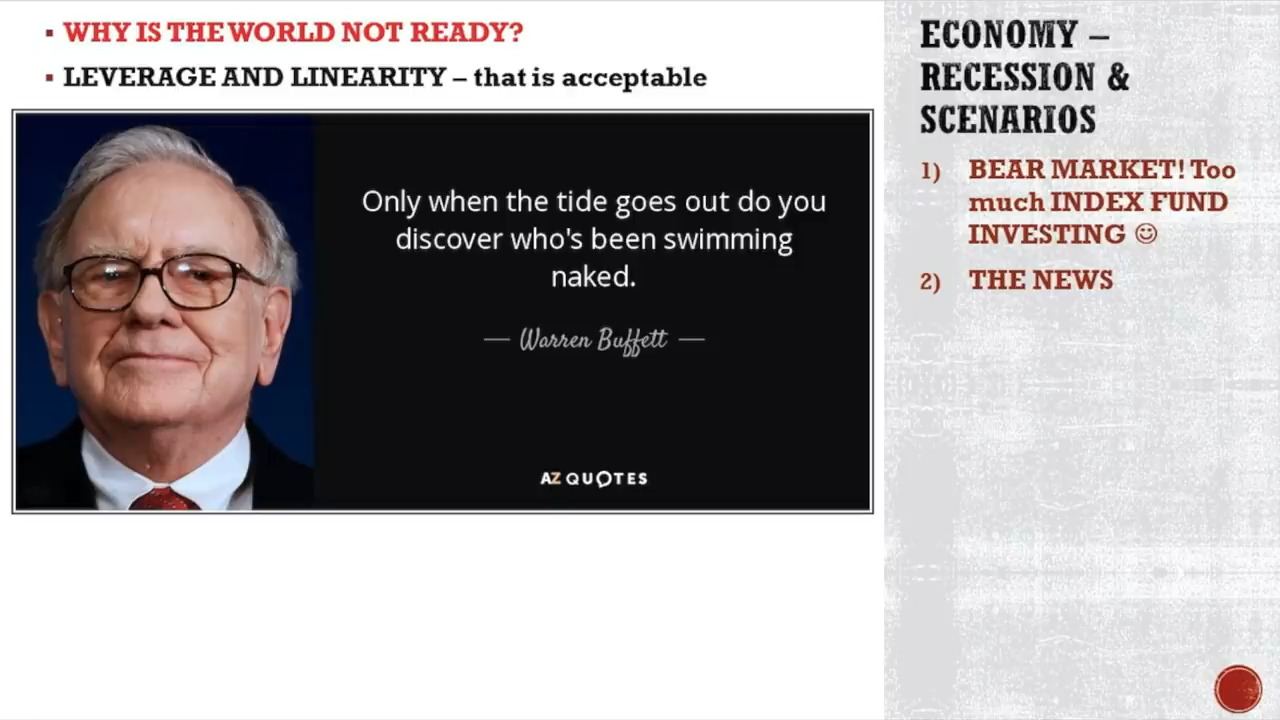 WHY IS THE WORLD NOT READY?
LEVERAGE AND LINEARITY – that is acceptable
Only when the tide goes out do you
discover who's been swimming
naked.
— Warren Buffett —
AZ QUOTES
ECONOMY –
RECESSION &
SCENARIOS
1) BEAR MARKET! Too
much INDEX FUND
INVESTING ☺
2) THE NEWS